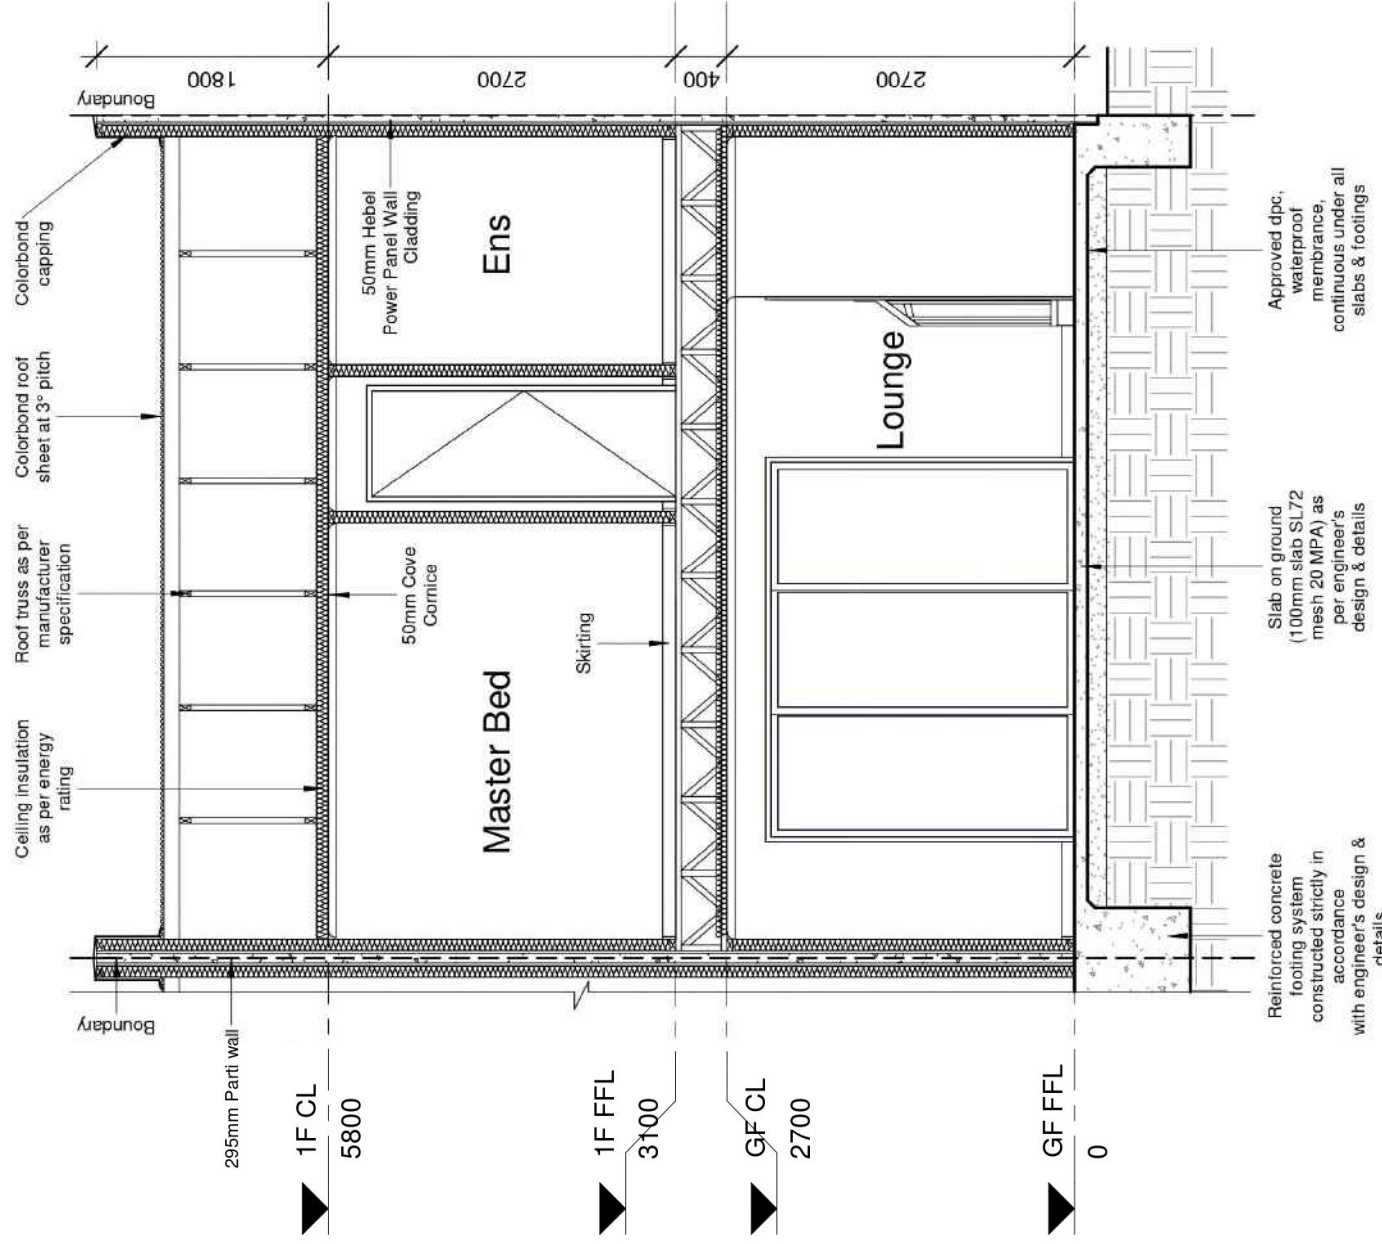 Ceiling insulation
as per energy
rating
Roof truss as per
manufacturer
specification
Colorbond roof
sheet at 3° pitch
Colorbond
capping
Boundary
Boundary
1800
2700
400
2700
295mm Parti wall
1F CL
5800
1F FFL
3100
GF CL
2700
GF FFL
0
50mm Cove
Cornice
Skirting
Master Bed
50mm Hebel
Power Panel Wall
Cladding
Ens
Lounge
Reinforced concrete
footing system
constructed strictly in
accordance
with engineer's design &
details
Slab on ground
(100mm slab SL72
mesh 20 MPA) as
per engineer's
design & details
Approved dpc,
waterproof
membrance,
continuous under all
slabs & footings